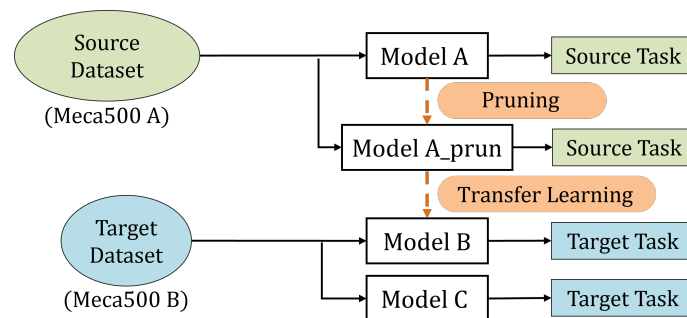 Source
Dataset
(Meca500 A)
Model A
Source Task
Pruning
Model A_prun
Source Task
Transfer Learning
Target
Dataset
(Meca500 B)
Model B
Target Task
Model C
Target Task